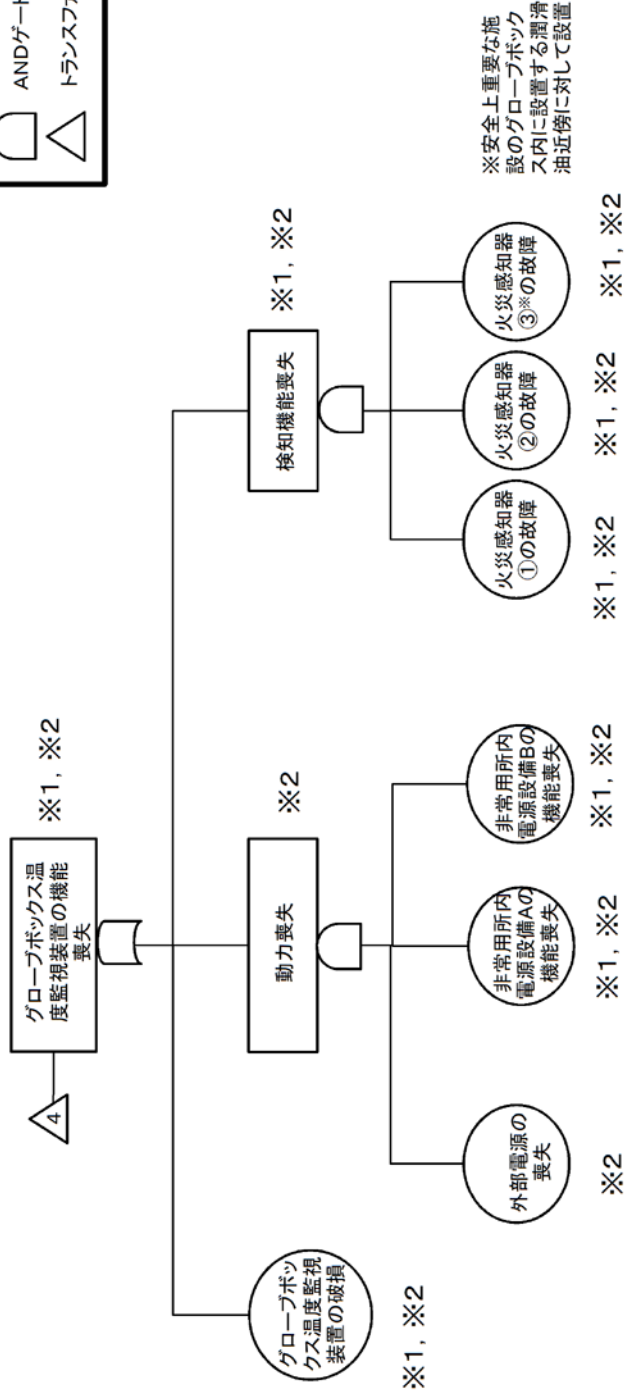 ANDゲート
トランスファ
グローブボックス温
度監視装置の機能
喪失
※1, ※2
4
グローブボッ
クス温度監視
装置の破損
※1, ※2
動力喪失
※2
検知機能喪失
※1, ※2
外部電源の
喪失
※2
非常用所内
電源設備Aの
機能喪失
※1, ※2
非常用所内
電源設備Bの
機能喪失
※1, ※2
火災感知器
①の故障
※1, ※2
火災感知器
②の故障
※1, ※2
火災感知器
③※の故障
※1, ※2
※安全上重要な施
設のグローブボック
ス内に設置する潤滑
油近傍に対して設置